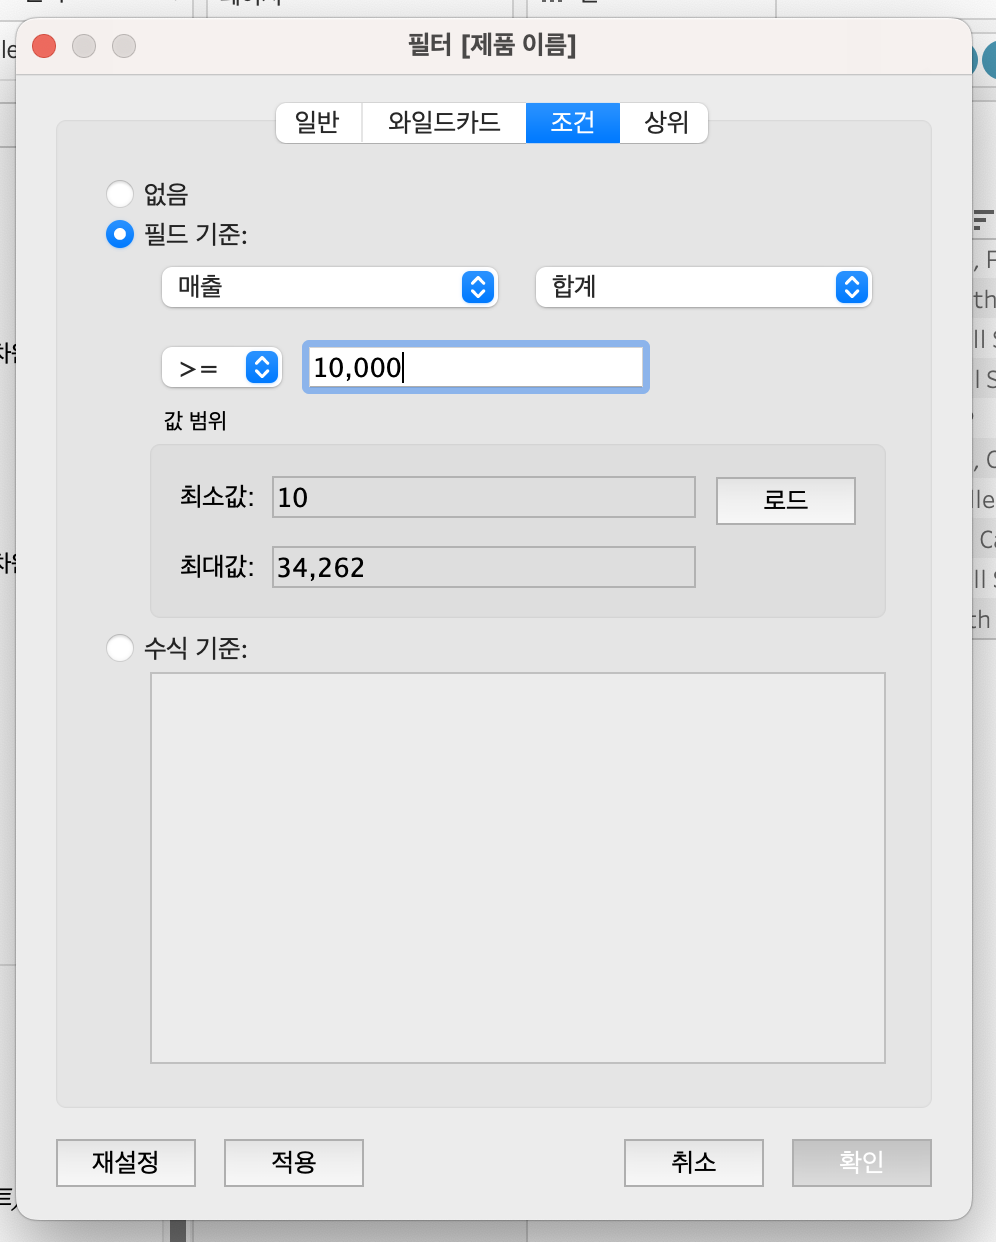 필터 [제품 이름]
일반 와일드카드 조건 상위
없음
필드 기준:
매출 합계
>= 10,000
값 범위
최소값: 10 로드
최대값: 34,262
수식 기준:
재설정 적용 취소 확인